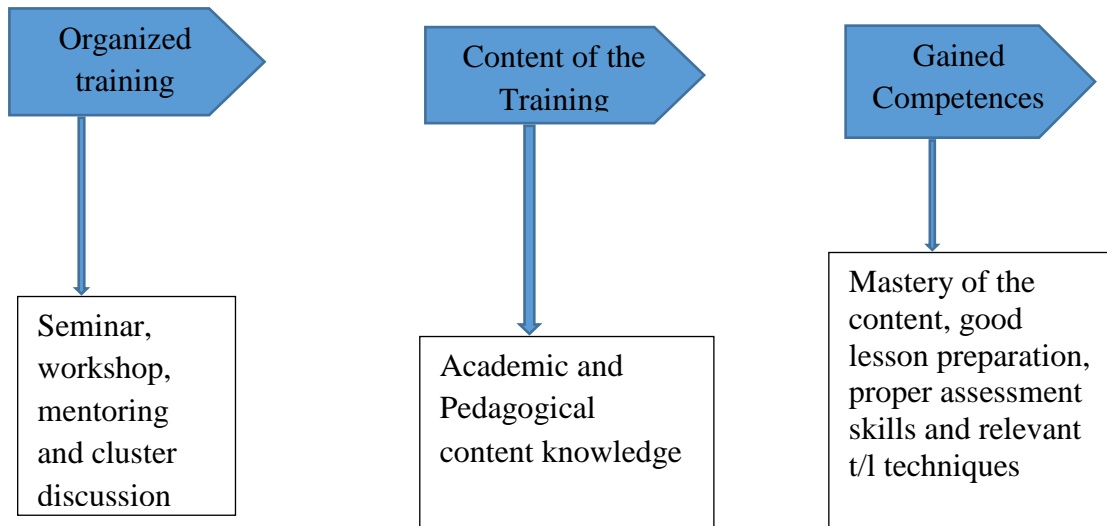 Organized
training
Content of the
Training
Gained
Competences
Seminar,
workshop,
mentoring
and cluster
discussion
Academic and
Pedagogical
content knowledge
Mastery of the
content, good
lesson preparation,
proper assessment
skills and relevant
t/l techniques